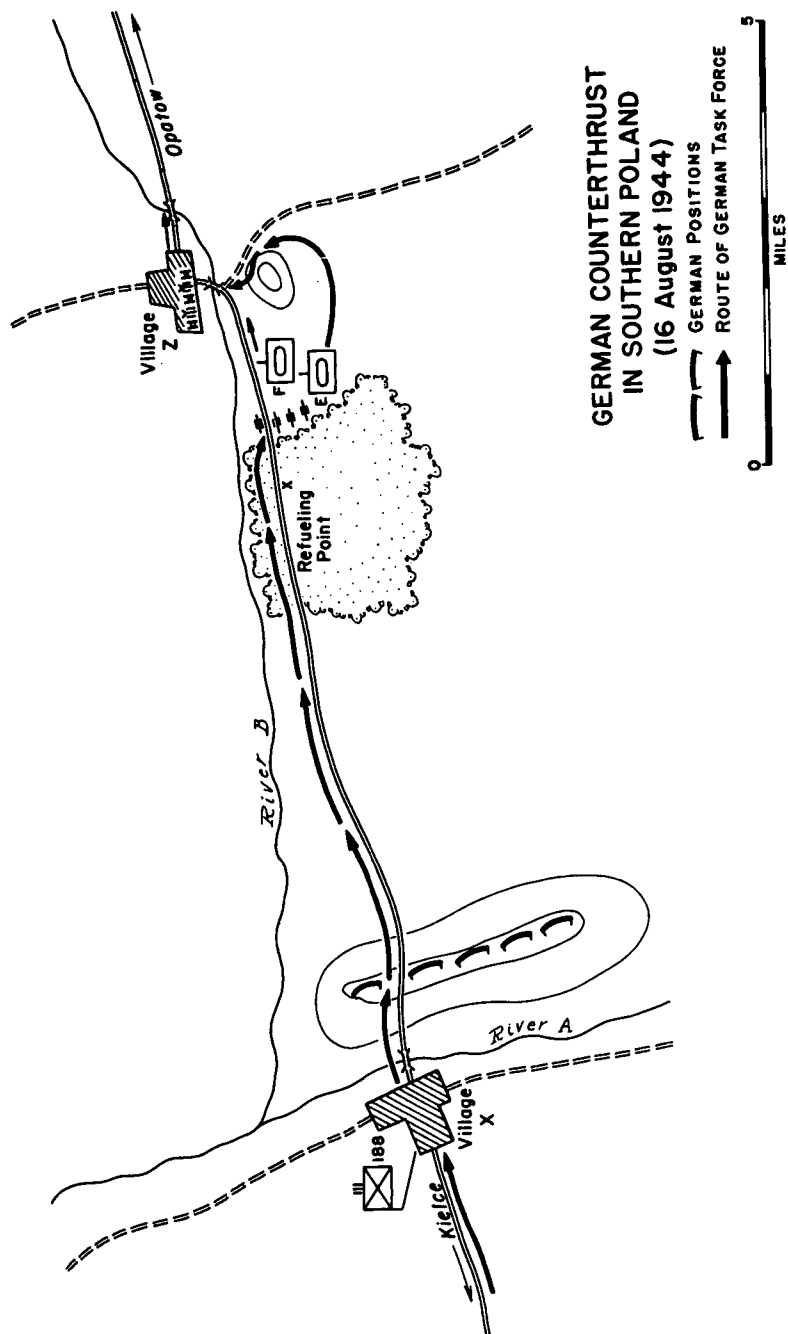 GERMAN COUNTERTHRUST
IN SOUTHERN POLAND
(16 August 1944)
GERMAN POSITIONS
ROUTE OF GERMAN TASK FORCE
0
5
MILES
Kielce
III
188
Village
X
River A
River B
Refueling
Point
X
E
F
Village
Z
Opatow